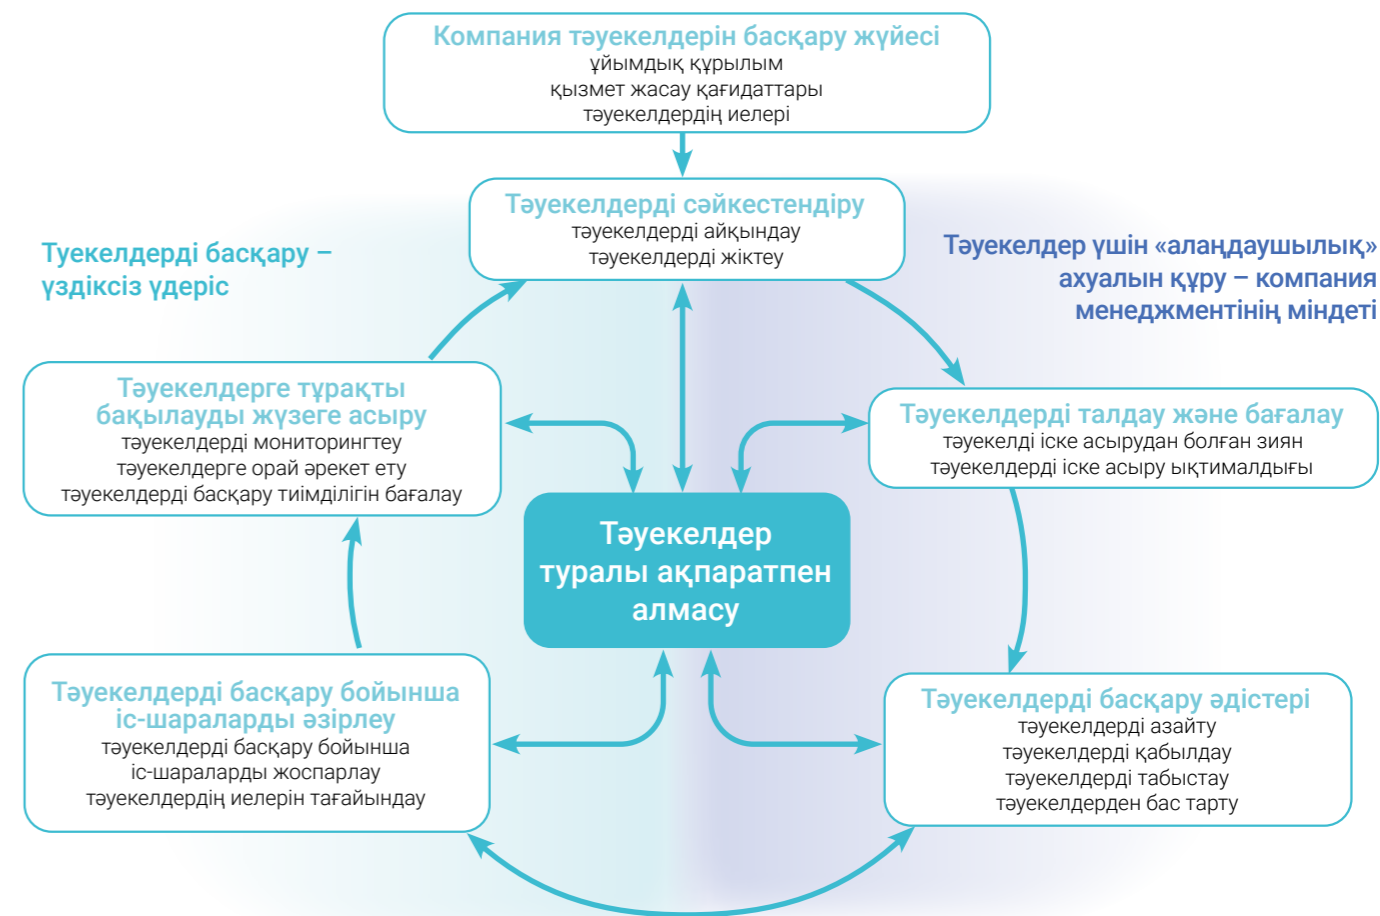 Компания тәуекелдерін басқару жүйесі
ұйымдық құрылым
қызмет жасау қағидаттары
тәуекелдердің иелері
Тәуекелдерді сәйкестендіру
тәуекелдерді айқындау
тәуекелдерді жіктеу
Туекелдерді басқару –
үздіксіз үдеріс
Тәуекелдер үшін «алаңдаушылық»
ахуалын құру – компания
менеджментінің міндеті
Тәуекелдерге тұрақты
бақылауды жүзеге асыру
тәуекелдерді мониторингтеу
тәуекелдерге орай әрекет ету
тәуекелдерді басқару тиімділігін бағалау
Тәуекелдерді талдау және бағалау
тәуекелді іске асырудан болған зиян
тәуекелдерді іске асыру ықтималдығы
Тәуекелдер
туралы ақпаратпен
алмасу
Тәуекелдерді басқару бойынша
іс-шараларды әзірлеу
тәуекелдерді басқару бойынша
іс-шараларды жоспарлау
тәуекелдердің иелерін тағайындау
Тәуекелдерді басқару әдістері
тәуекелдерді азайту
тәуекелдерді қабылдау
тәуекелдерді табыстау
тәуекелдерден бас тарту